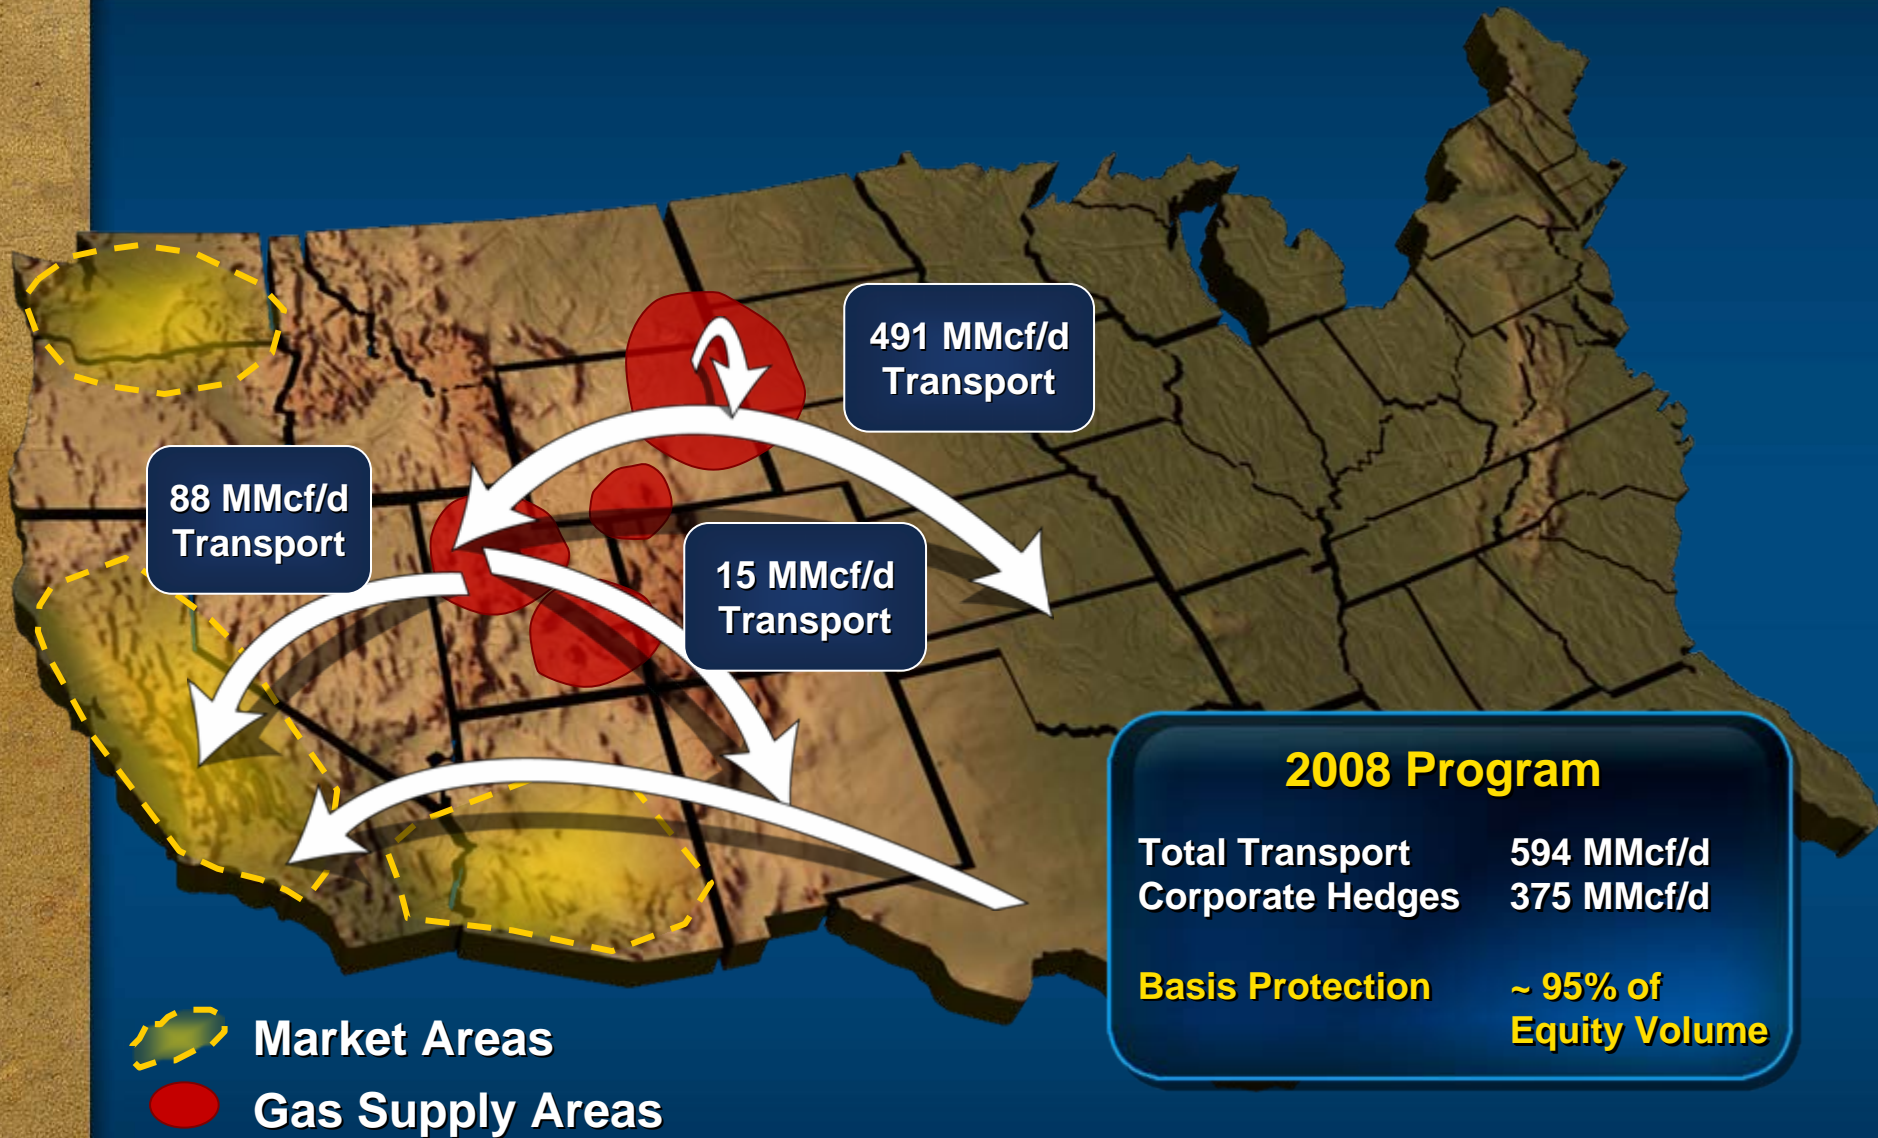 491 MMcf/d
Transport
88 MMcf/d
Transport
15 MMcf/d
Transport
2008 Program
Total Transport 594 MMcf/d
Corporate Hedges 375 MMcf/d
Basis Protection ~ 95% of
Equity Volume
Market Areas
Gas Supply Areas